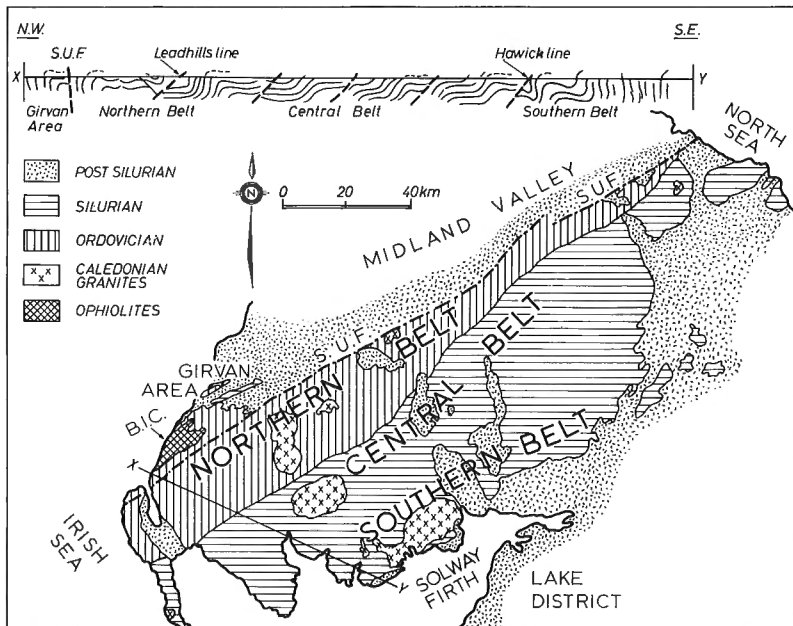 N.W.
S.E.
S.U.F.
Leadhills line
Hawick line
X
Y
Girvan
Area
Northern Belt
Central Belt
Southern Belt
NORTH
SEA
POST SILURIAN
SILURIAN
ORDOVICIAN
CALEDONIAN
GRANITES
OPHIOLITES
N
0 20 40km
MIDLAND VALLEY
S.U.F.
S.U.F.
GIRVAN
AREA
B.I.C.
NORTHERN BELT
CENTRAL BELT
SOUTHERN BELT
X
Y
IRISH
SEA
SOLWAY
FIRTH
LAKE
DISTRICT